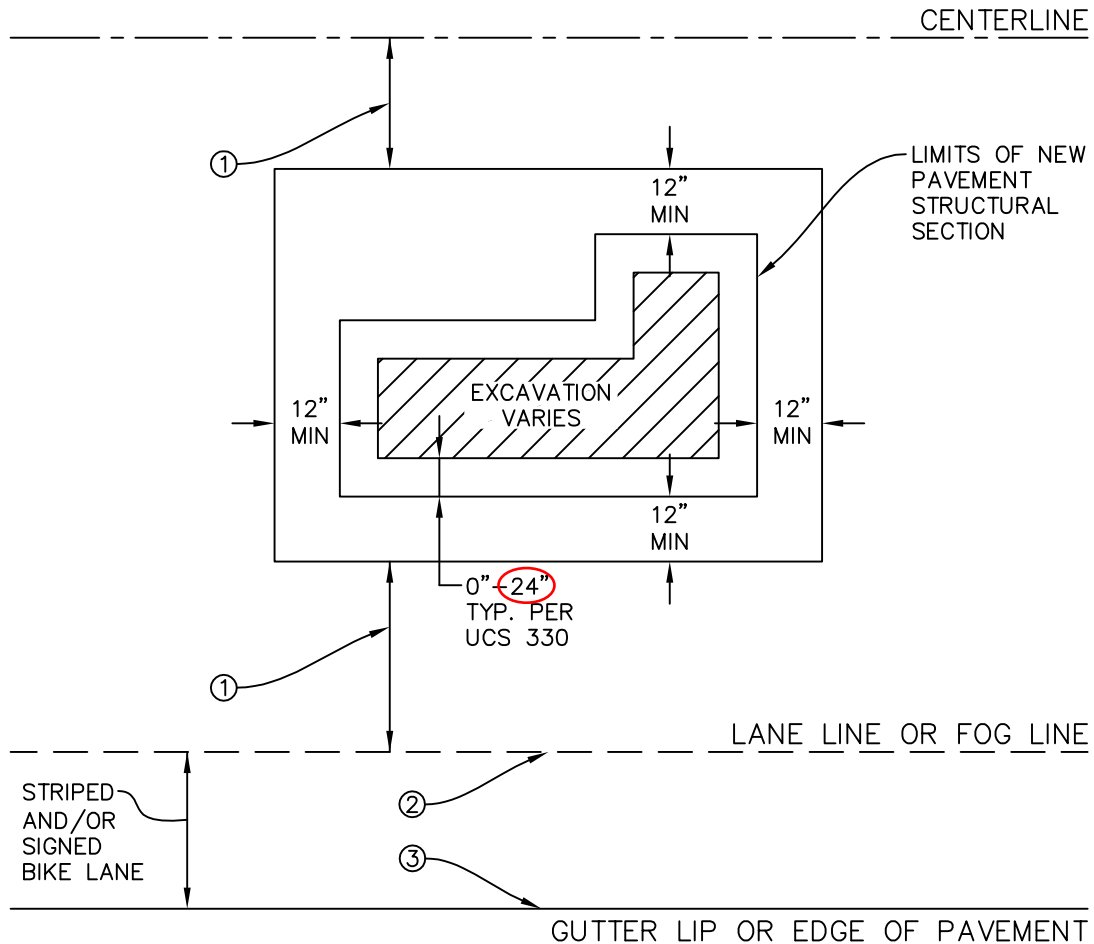 CENTERLINE
1
12"
MIN
LIMITS OF NEW
PAVEMENT
STRUCTURAL
SECTION
EXCAVATION
VARIES
12"
MIN
12"
MIN
12"
MIN
0"-24"
TYP. PER
UCS 330
1
LANE LINE OR FOG LINE
STRIPED
AND/OR
SIGNED
BIKE LANE
2
3
GUTTER LIP OR EDGE OF PAVEMENT